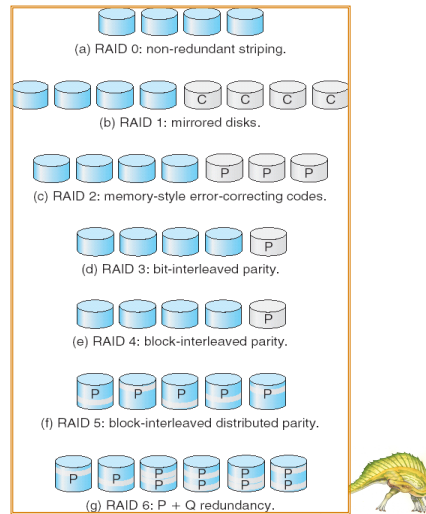 (a) RAID 0: non-redundant striping.
C C C C
(b) RAID 1: mirrored disks.
P P P
(c) RAID 2: memory-style error-correcting codes.
P
(d) RAID 3: bit-interleaved parity.
P
(e) RAID 4: block-interleaved parity.
P P P P P
(f) RAID 5: block-interleaved distributed parity.
P P P P P P
P P P P
(g) RAID 6: P + Q redundancy.